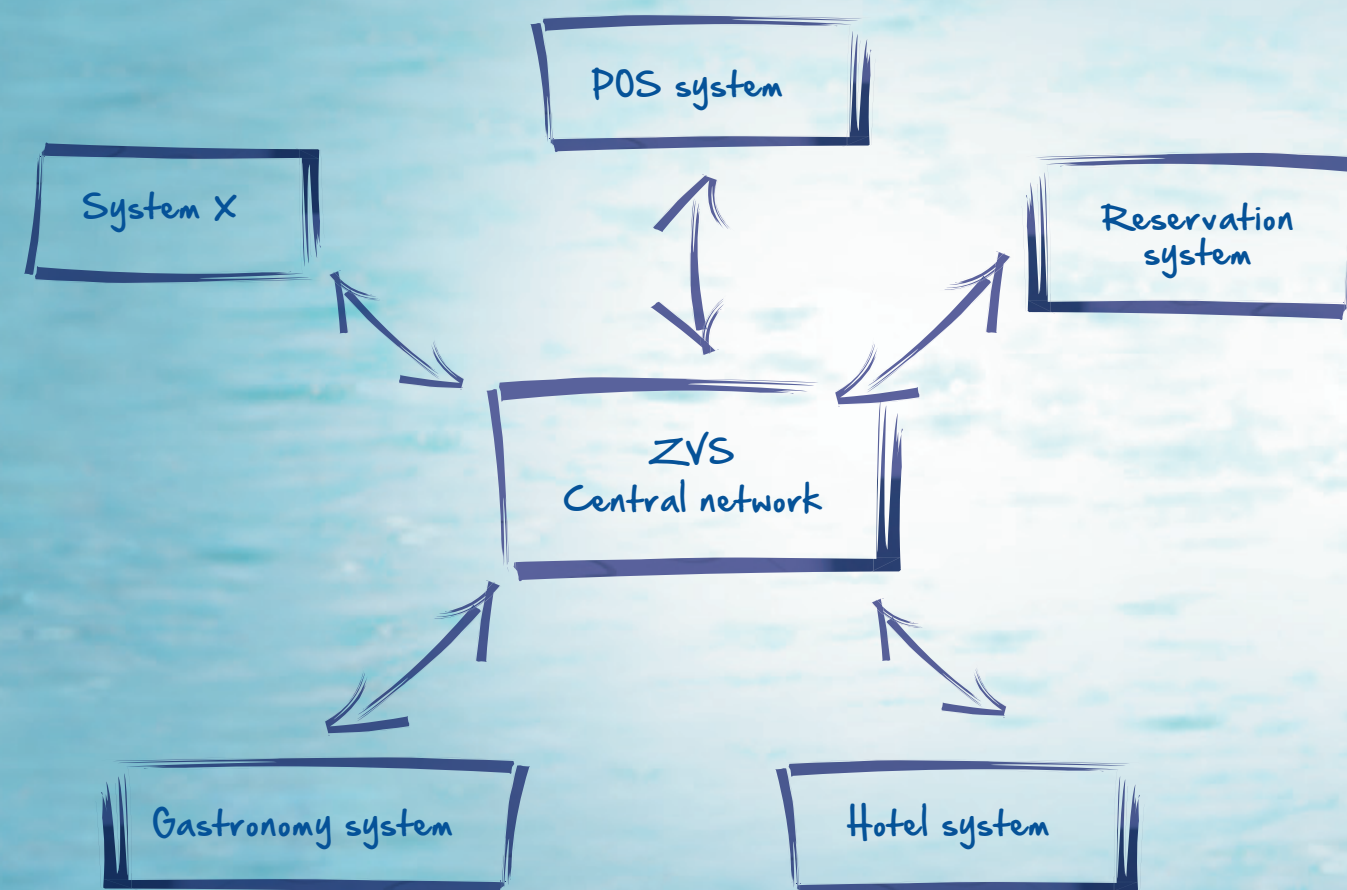 POS system
System X
Reservation
system
ZVS
Central network
Gastronomy system
Hotel system